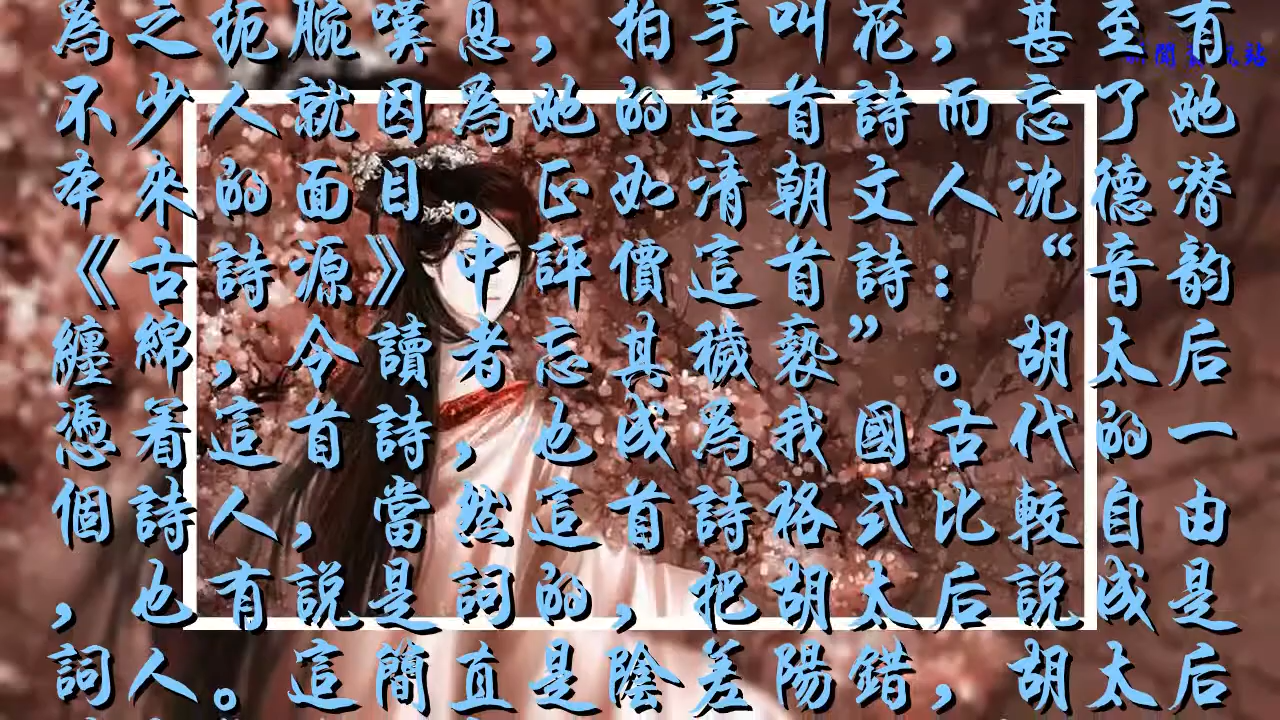 為之扼腕嘆息，拍手叫花，甚至有
不少人就因為她的這首詩而忘了她
本來的面目。正如清朝文人沈德潛
《古詩源》中評價這首詩：“音韵
纏綿，令讀者忘其穢褻”。胡太后
憑着這首詩，也成為我國古代的一
個詩人，當然這首詩格式比較自由
，也有說是詞的，把胡太后說成是
詞人。這簡直是陰差陽錯，胡太后